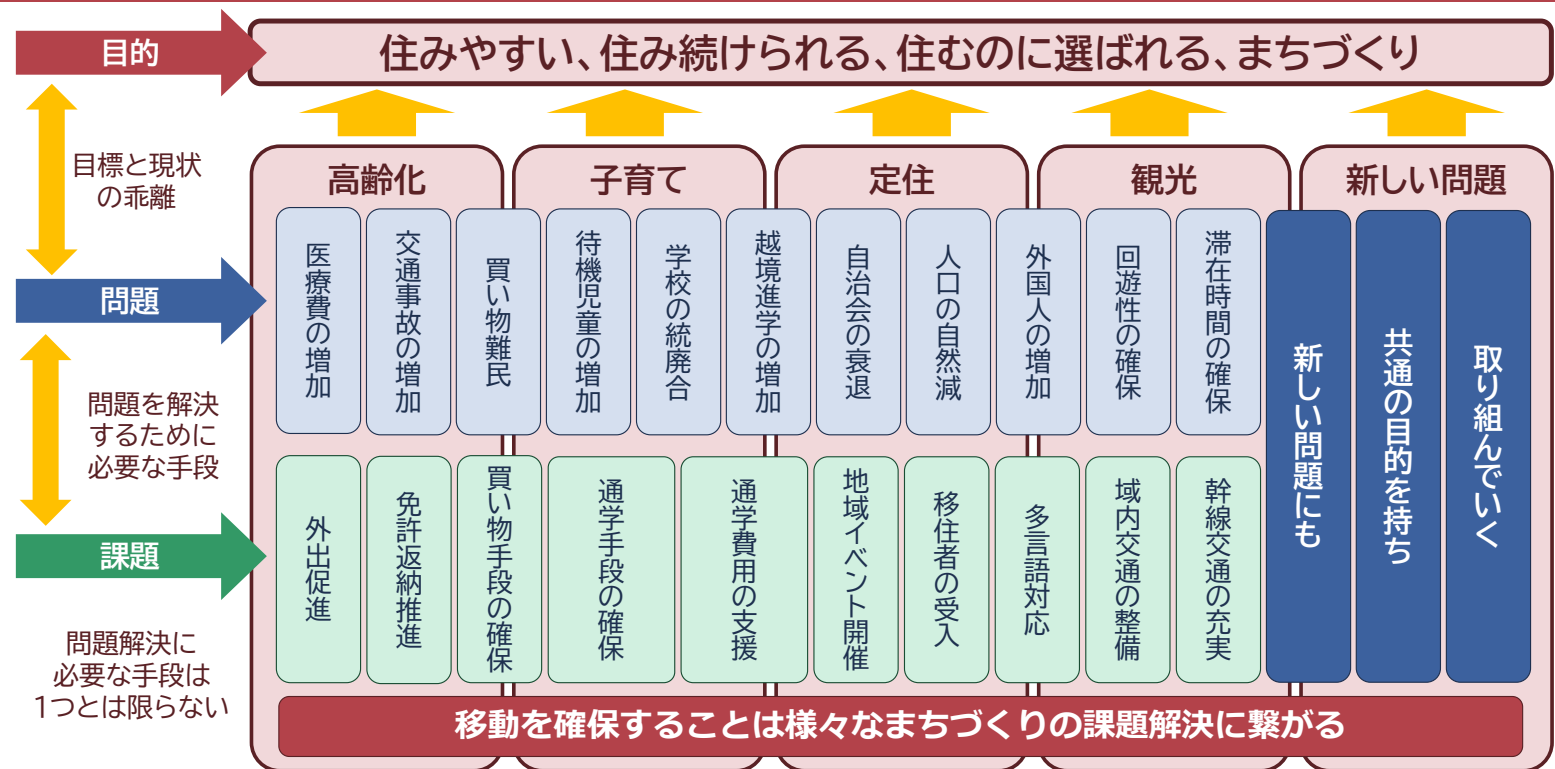 目的
住みやすい、住み続けられる、住むのに選ばれる、まちづくり
目標と現状
の乖離
問題
問題を解決
するために
必要な手段
課題
問題解決に
必要な手段は
1つとは限らない
高齢化
子育て
定住
観光
新しい問題
医療費の増加
交通事故の増加
買い物難民
待機児童の増加
学校の統廃合
越境進学の増加
自治会の衰退
人口の自然減
外国人の増加
回遊性の確保
滞在時間の確保
外出促進
免許返納推進
買い物手段の確保
通学手段の確保
通学費用の支援
地域イベント開催
移住者の受入
多言語対応
域内交通の整備
幹線交通の充実
新しい問題にも
共通の目的を持ち
取り組んでいく
移動を確保することは様々なまちづくりの課題解決に繋がる